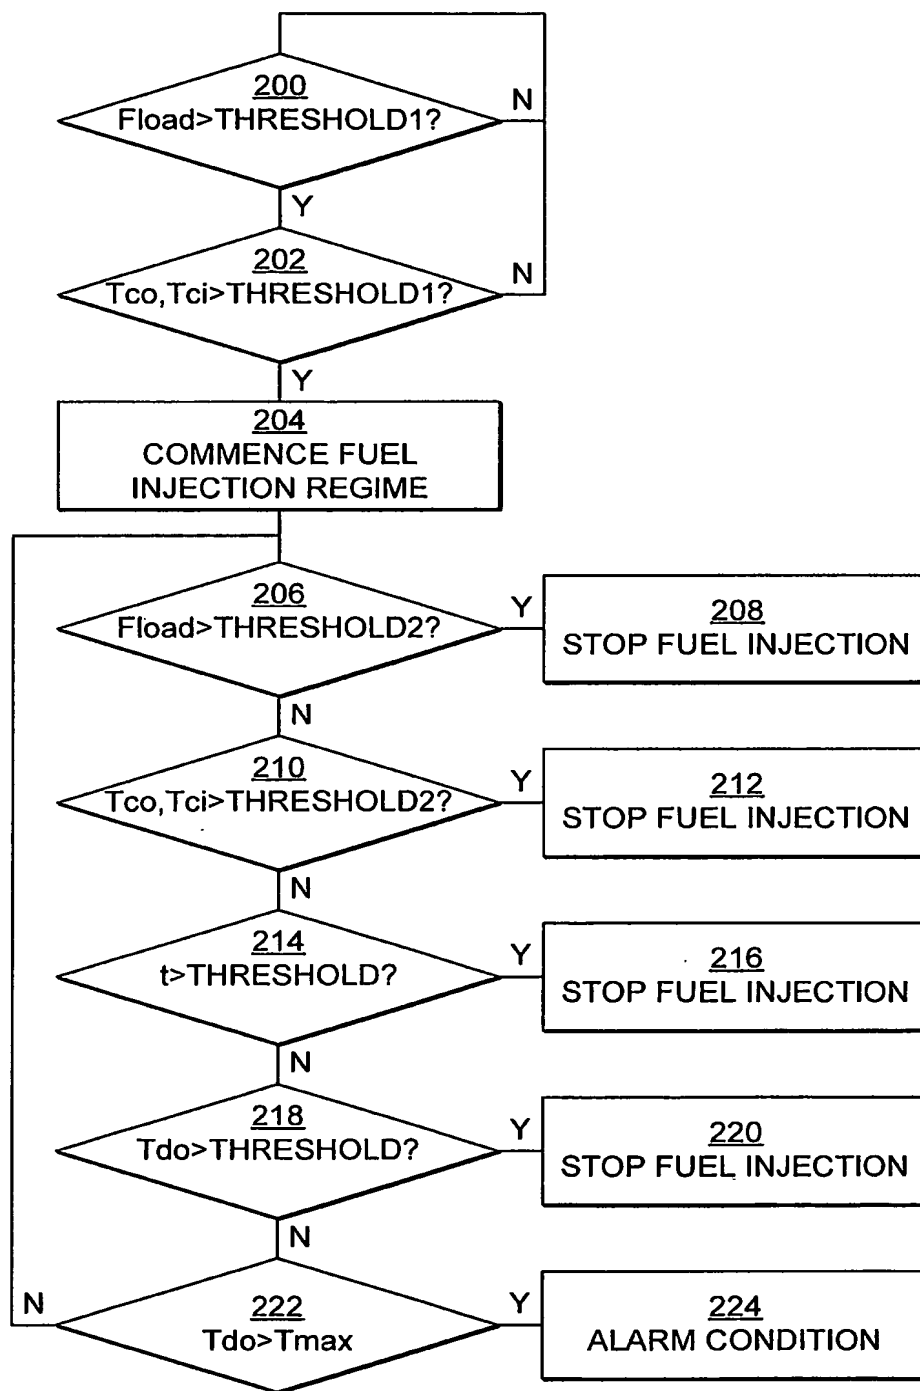 200
Fload>THRESHOLD1?
N
Y
202
Tco,Tci>THRESHOLD1?
N
Y
204
COMMENCE FUEL
INJECTION REGIME
206
Fload>THRESHOLD2?
Y
208
STOP FUEL INJECTION
N
210
Tco,Tci>THRESHOLD2?
Y
212
STOP FUEL INJECTION
N
214
t>THRESHOLD?
Y
216
STOP FUEL INJECTION
N
218
Tdo>THRESHOLD?
Y
220
STOP FUEL INJECTION
N
N
222
Tdo>Tmax
Y
224
ALARM CONDITION